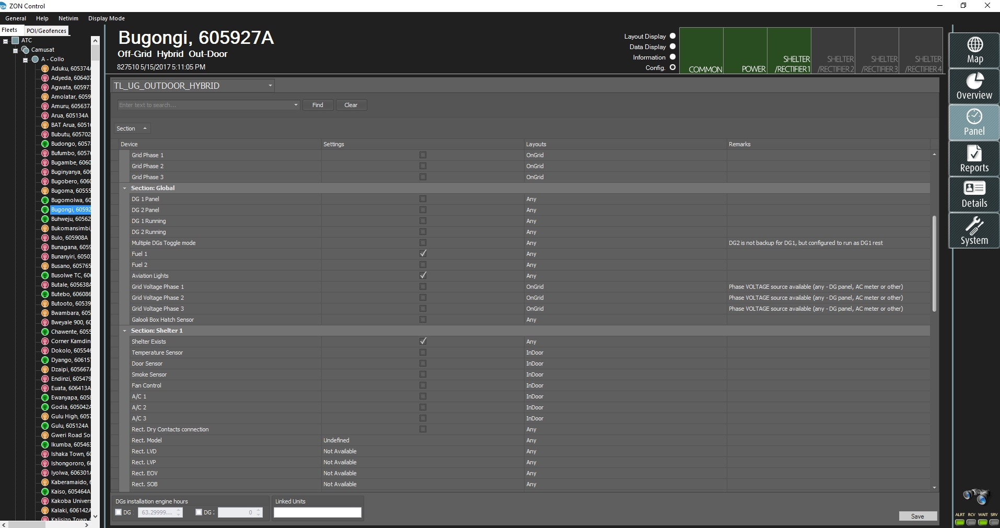 ZON Control
General Help Netivim Display Mode
Fleets POI/Geofences
ATC
Camusat
A - Collo
Aduku, 605374A
Adyeda, 606407
Agwata, 605973
Amolatar, 6059
Amuru, 605637
Arua, 605134A
BAT Arua, 6051
Bubutu, 605702
Budongo, 6057
Bufumbo, 6057
Bugambe, 6060
Buginyanya, 606
Bugobero, 6060
Bugoma, 60555
Bugomolwa, 60
Bugongi, 60592
Buhweju, 60562
Bukomansimbi,
Bulo, 605908A
Bunagana, 6059
Bunanyiri, 6050
Busano, 605765
Busolwe TC, 60
Butale, 605638A
Butebo, 606086
Butooto, 60539
Bwambara, 605
Bweyale 900, 60
Chawente, 6055
Corner Kamdin
Dokolo, 605546
Dyango, 60615
Dzaipi, 605667A
Endinzi, 605479
Euata, 606413A
Ewanyapa, 605
Godia, 605042A
Gulu High, 6057
Gulu, 605124A
Gweri Road So
Ikumba, 605463
Ishaka Town, 60
Ishongororo, 6
Iyolwa, 606301A
Kaberamaido, 6
Kaiso, 605464A
Kakoba Univers
Kalaki, 606142A
Kalisizo Town,
Bugongi, 605927A
Off-Grid Hybrid Out-Door
827510 5/15/2017 5:11:05 PM
Layout Display
Data Display
Information
Config.
COMMON
POWER
SHELTER
/RECTIFIER1
SHELTER
/RECTIFIER2
SHELTER
/RECTIFIER3
SHELTER
/RECTIFIER4
TL_UG_OUTDOOR_HYBRID
Enter text to search... Find Clear
Section
Device Settings Layouts Remarks
Grid Phase 1 OnGrid
Grid Phase 2 OnGrid
Grid Phase 3 OnGrid
Section: Global
DG 1 Panel Any
DG 2 Panel Any
DG 1 Running Any
DG 2 Running Any
Multiple DGs Toggle mode Any DG2 is not backup for DG1, but configured to run as DG1 rest
Fuel 1 Any
Fuel 2 Any
Aviation Lights Any
Grid Voltage Phase 1 OnGrid Phase VOLTAGE source available (any - DG panel, AC meter or other)
Grid Voltage Phase 2 OnGrid Phase VOLTAGE source available (any - DG panel, AC meter or other)
Grid Voltage Phase 3 OnGrid Phase VOLTAGE source available (any - DG panel, AC meter or other)
Galooli Box Hatch Sensor Any
Section: Shelter 1
Shelter Exists Any
Temperature Sensor InDoor
Door Sensor InDoor
Smoke Sensor InDoor
Fan Control InDoor
A/C 1 InDoor
A/C 2 InDoor
A/C 3 InDoor
Rect. Dry Contacts connection Any
Rect. Model Undefined Any
Rect. LVD Not Available Any
Rect. LVP Not Available Any
Rect. EOV Not Available Any
Rect. SOB Not Available Any
DGs installation engine hours
DG 63.29999... DG 0
Linked Units
Save
Map
Overview
Panel
Reports
Details
System
ALRT RCV WAIT SRV